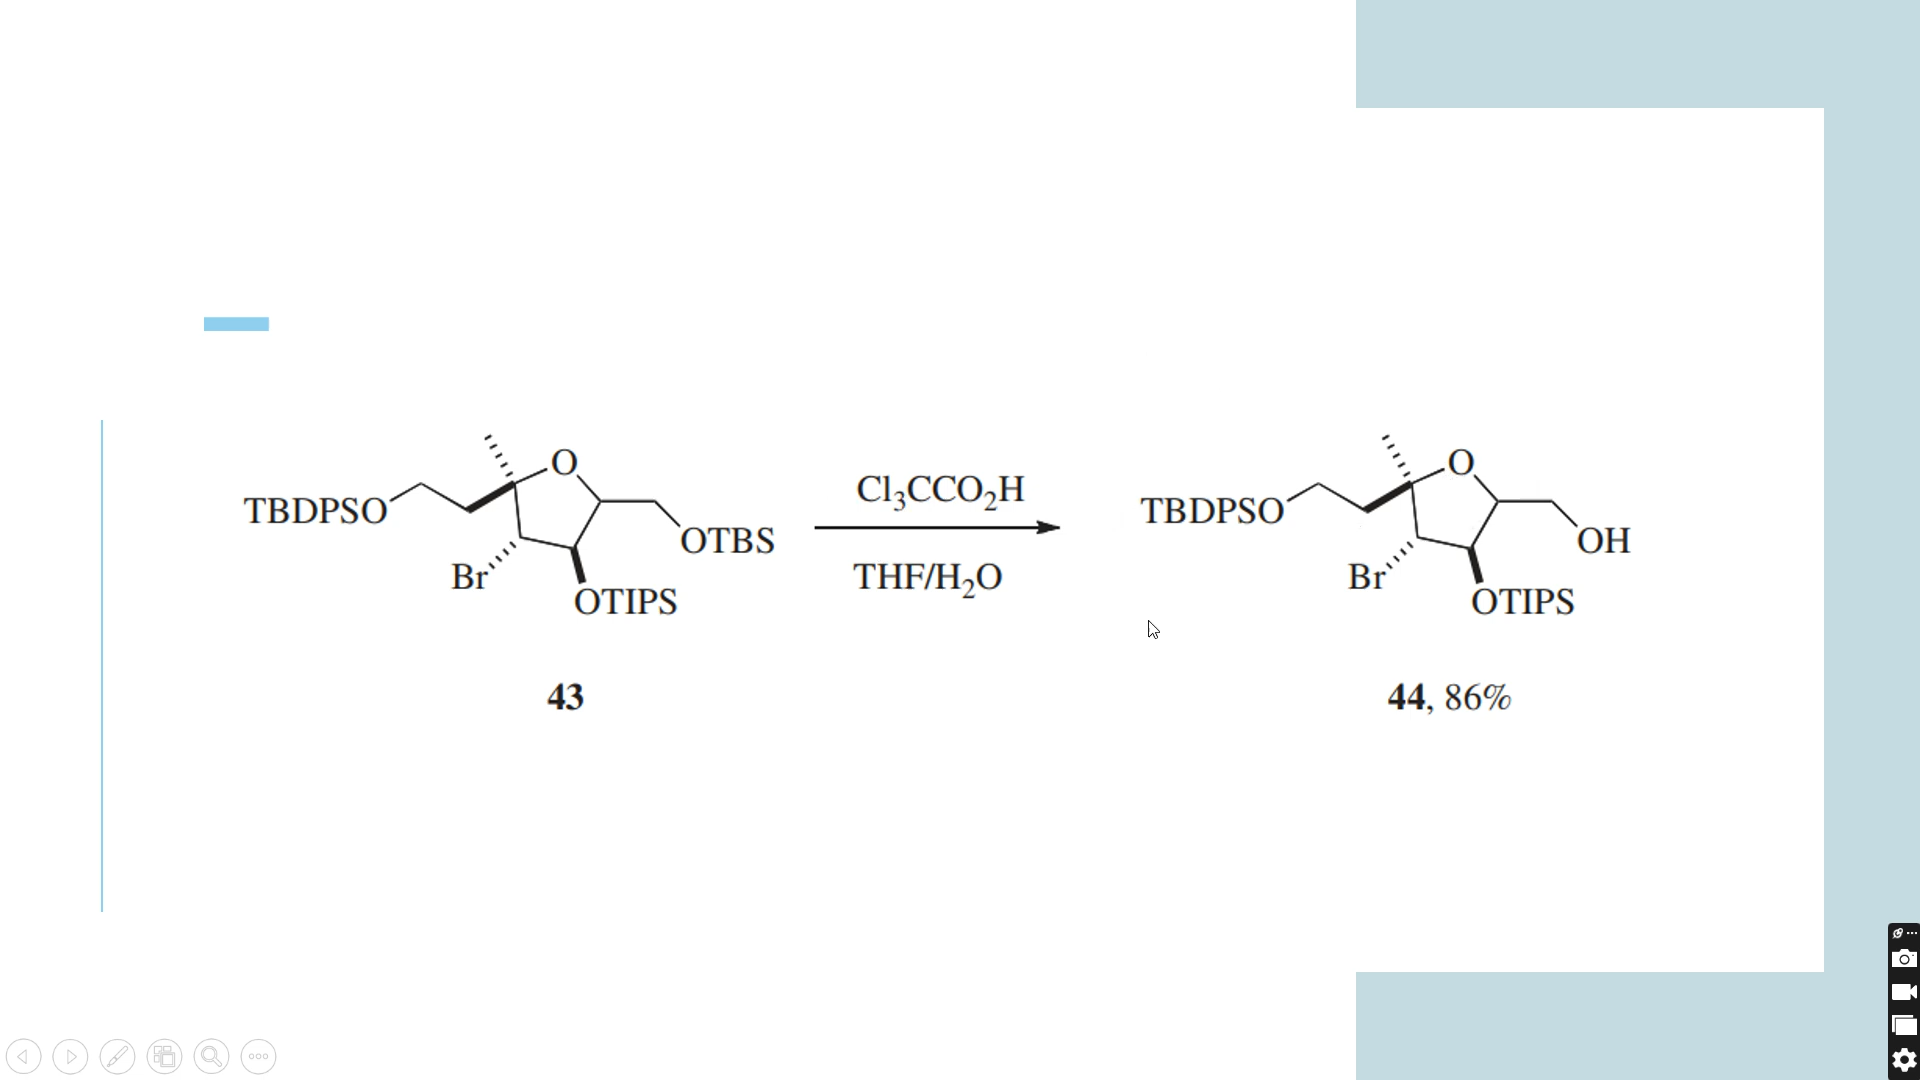 O
O
Cl₃CCO₂H
TBDPSO
TBDPSO
OTBS
OH
Br
THF/H₂O
Br
OTIPS
OTIPS
43
44, 86%